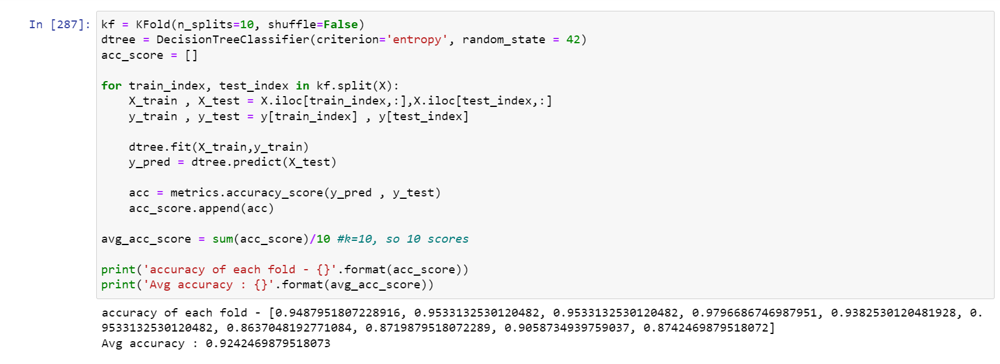 In [287]: kf = KFold(n_splits=10, shuffle=False)
dtree = DecisionTreeClassifier(criterion='entropy', random_state = 42)
acc_score = []
for train_index, test_index in kf.split(X):
    X_train , X_test = X.iloc[train_index,:],X.iloc[test_index,:]
    y_train , y_test = y[train_index] , y[test_index]
    dtree.fit(X_train,y_train)
    y_pred = dtree.predict(X_test)
    acc = metrics.accuracy_score(y_pred , y_test)
    acc_score.append(acc)
avg_acc_score = sum(acc_score)/10 #k=10, so 10 scores
print('accuracy of each fold - {}'.format(acc_score))
print('Avg accuracy : {}'.format(avg_acc_score))
accuracy of each fold - [0.9487951807228916, 0.9533132530120482, 0.9533132530120482, 0.9796686746987951, 0.9382530120481928, 0.
9533132530120482, 0.8637048192771084, 0.8719879518072289, 0.9058734939759037, 0.8742469879518072]
Avg accuracy : 0.9242469879518073